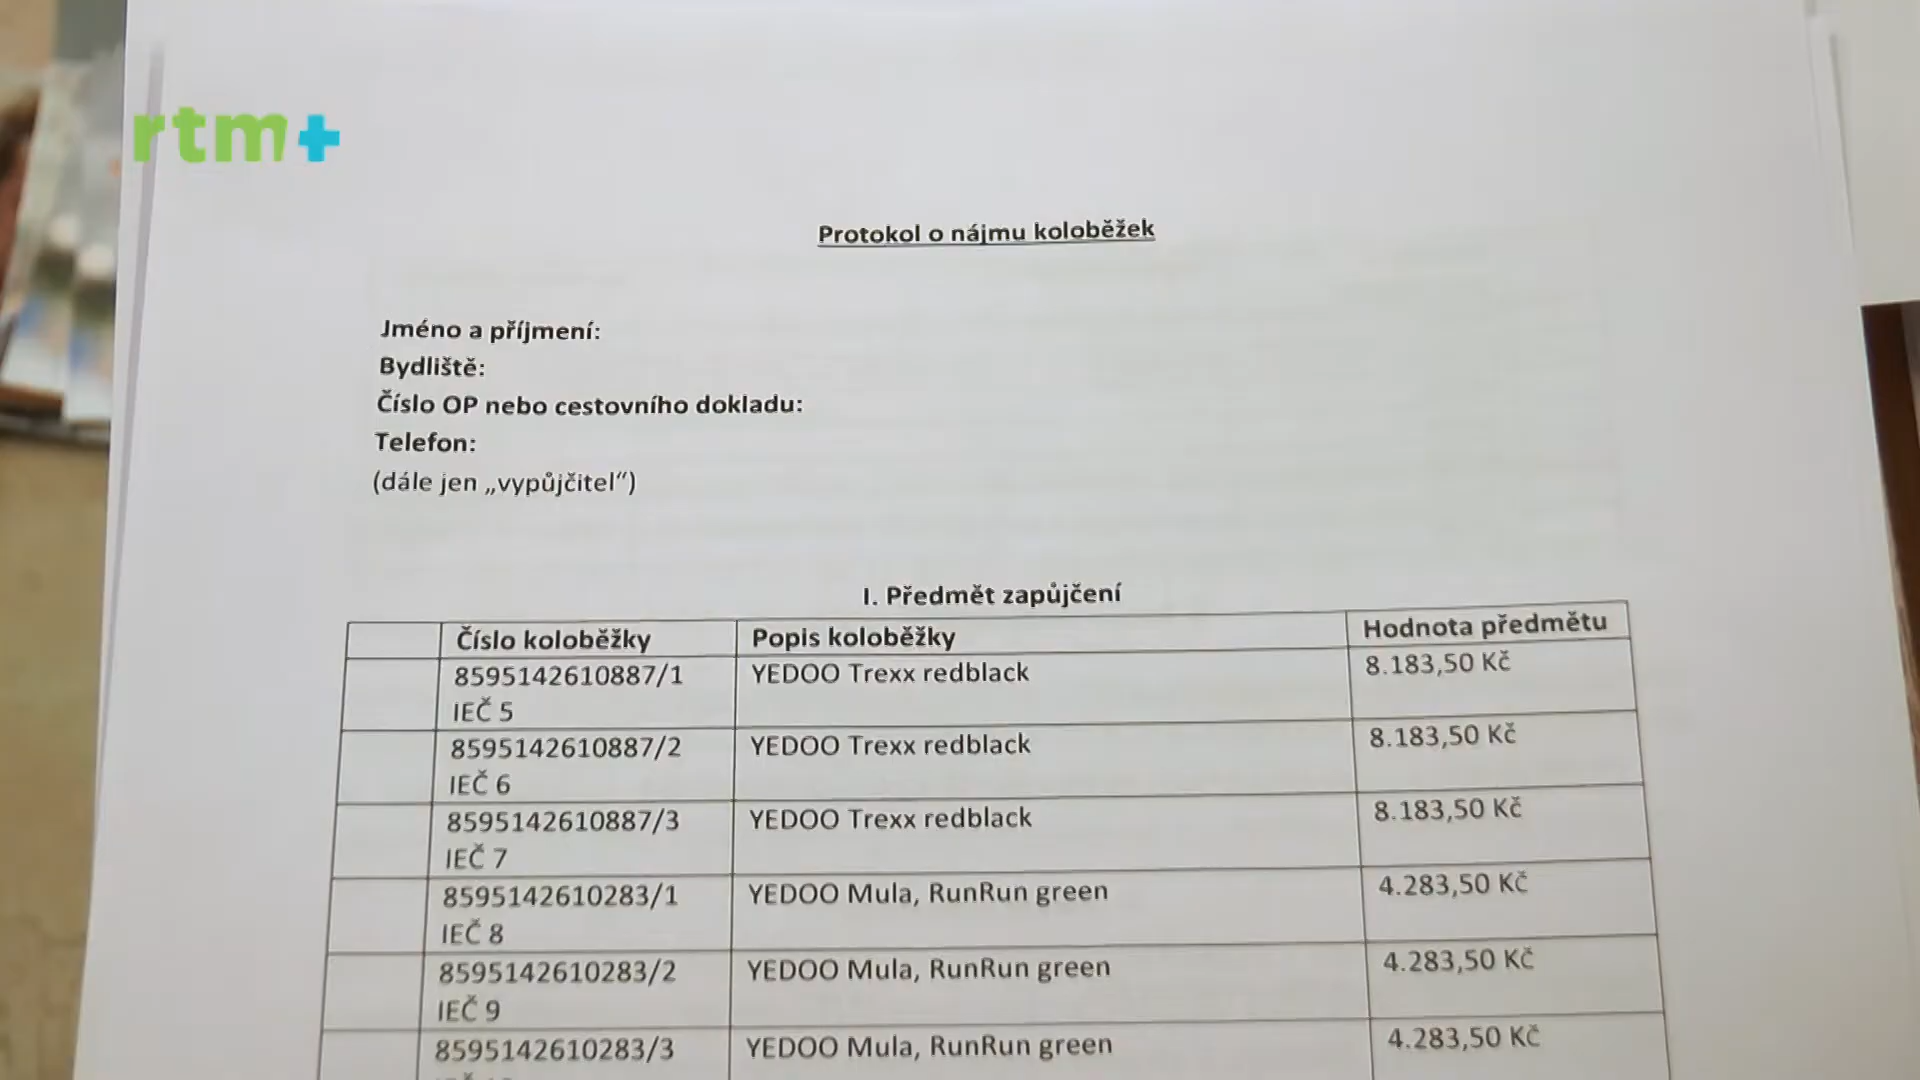 rtm+
Protokol o nájmu koloběžek
Jméno a příjmení:
Bydliště:
Číslo OP nebo cestovního dokladu:
Telefon:
(dále jen „vypůjčitel“)
I. Předmět zapůjčení
Číslo koloběžky Popis koloběžky Hodnota předmětu
8595142610887/1 YEDOO Trexx redblack 8.183,50 Kč
IEČ 5
8595142610887/2 YEDOO Trexx redblack 8.183,50 Kč
IEČ 6
8595142610887/3 YEDOO Trexx redblack 8.183,50 Kč
IEČ 7
8595142610283/1 YEDOO Mula, RunRun green 4.283,50 Kč
IEČ 8
8595142610283/2 YEDOO Mula, RunRun green 4.283,50 Kč
IEČ 9
8595142610283/3 YEDOO Mula, RunRun green 4.283,50 Kč